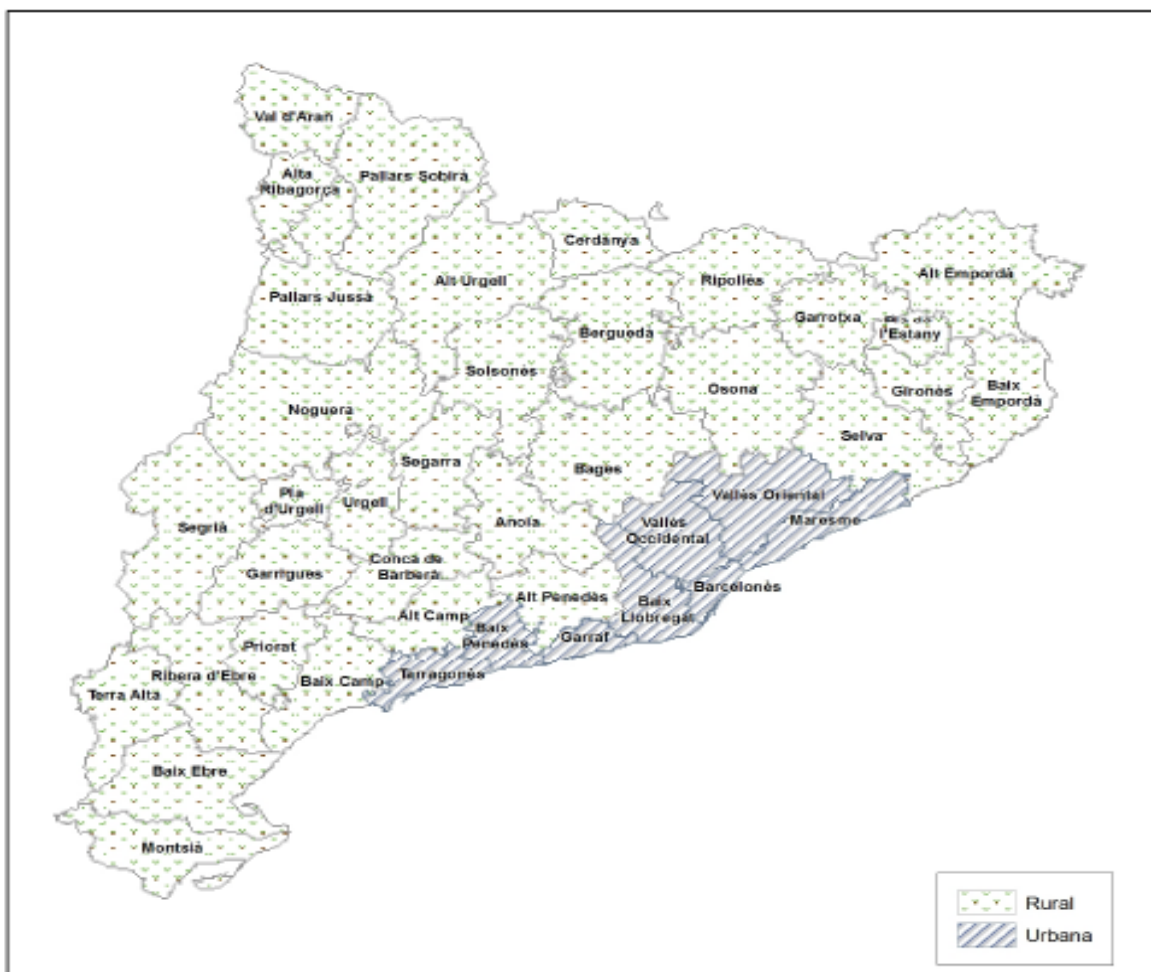 Val d'Aran
Alta
Ribagorça
Pallars Sobirà
Cerdanya
Alt Urgell
Ripollès
Alt Empordà
Pallars Jussà
Garrotxa
l'Estany
Berguedà
Solsonès
Osona
Gironès
Baix
Empordà
Noguera
Selva
Segarra
Bages
Pla
d'Urgell
Urgell
Vallès Oriental
Segrià
Anoia
Vallès
Occidental
Maresme
Conca de
Barberà
Garrigues
Barcelonès
Alt Penedès
Baix
Llobregat
Alt Camp
Baix
Penedès
Garraf
Priorat
Ribera d'Ebre
Baix Camp
Terragonès
Terra Alta
Baix Ebre
Montsià
Rural
Urbana